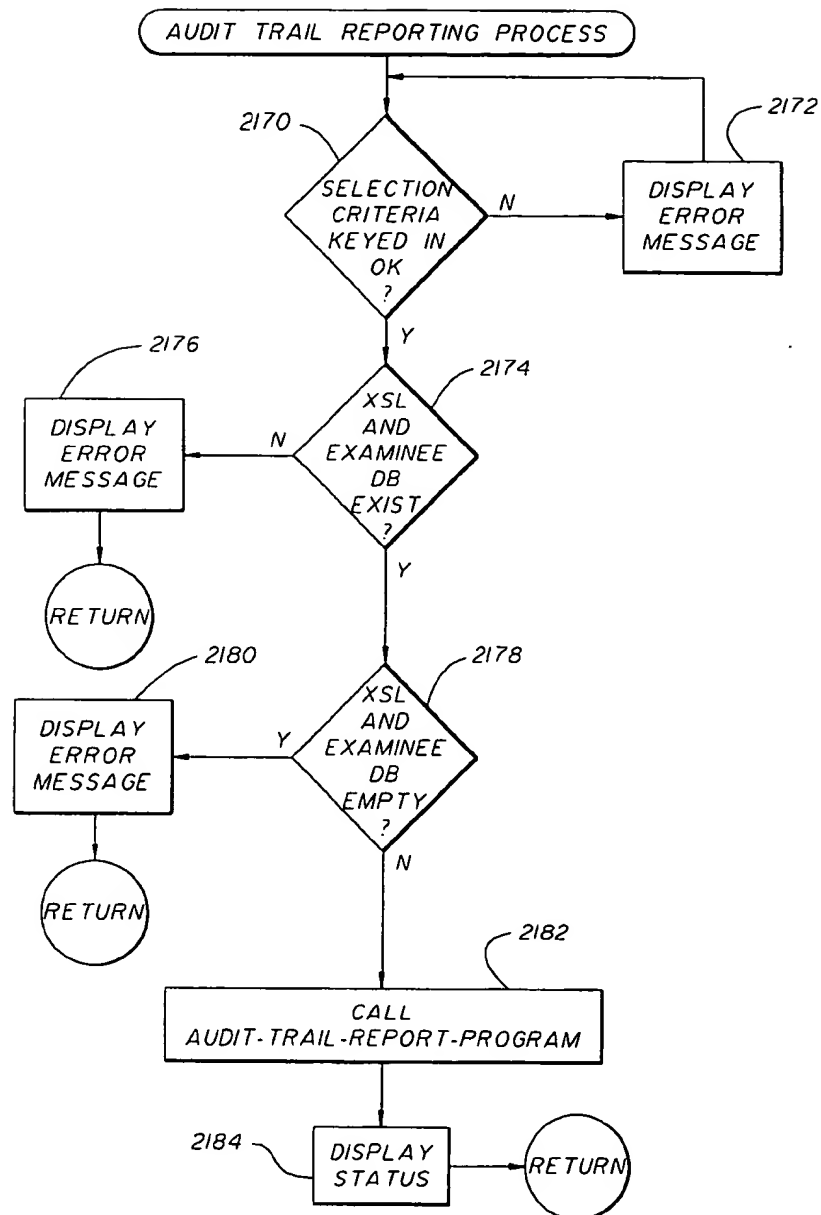 AUDIT TRAIL REPORTING PROCESS
2170
2172
SELECTION
CRITERIA
KEYED IN
OK
?
N
DISPLAY
ERROR
MESSAGE
Y
2176
2174
DISPLAY
ERROR
MESSAGE
N
XSL
AND
EXAMINEE
DB
EXIST
?
Y
RETURN
2180
2178
DISPLAY
ERROR
MESSAGE
Y
XSL
AND
EXAMINEE
DB
EMPTY
?
N
RETURN
2182
CALL
AUDIT-TRAIL-REPORT-PROGRAM
2184
DISPLAY
STATUS
RETURN